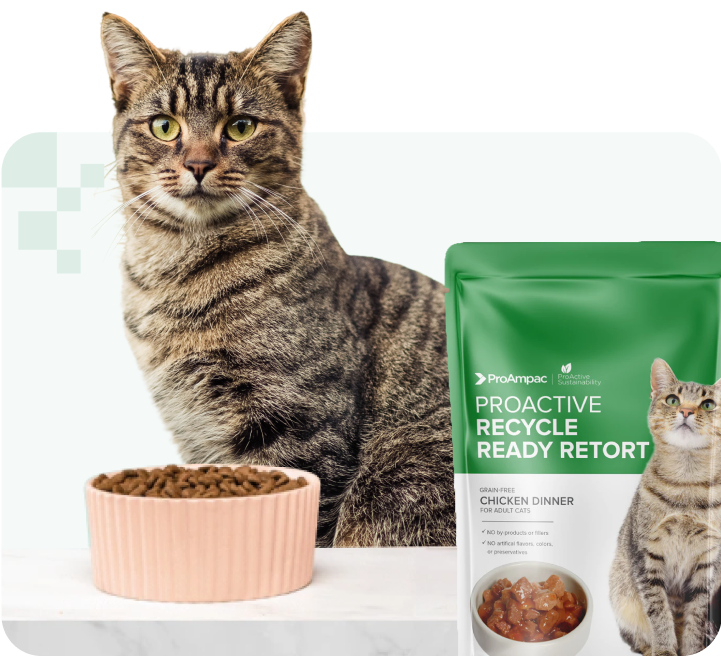 ProAmpac
ProActive
Sustainability
PROACTIVE
RECYCLE
READY RETORT
GRAIN-FREE
CHICKEN DINNER
FOR ADULT CATS
✓ NO by-products or fillers
✓ NO artifical flavors, colors,
or preservatives